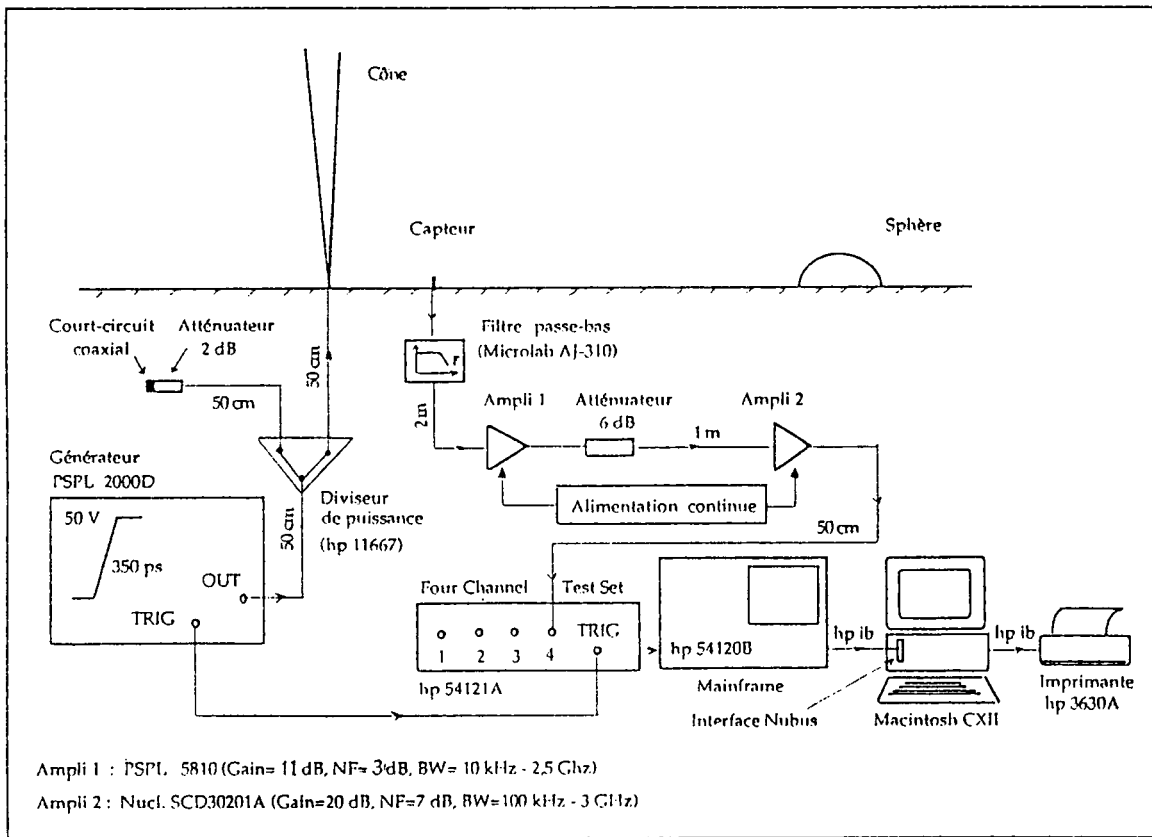 Cône
Capteur
Sphère
Court-circuit
coaxial
Atténuateur
2 dB
50 cm
50 cm
Filtre passe-bas
(Microlab AJ-310)
F
2m
Ampli 1
Atténuateur
6 dB
1 m
Ampli 2
Générateur
PSPL 2000D
50 V
350 ps
OUT
TRIG
50 cm
Diviseur
de puissance
(hp 11667)
Alimentation continue
50 cm
Four Channel Test Set
1 2 3 4
TRIG
hp 54121A
hp 54120B
Mainframe
hp ib
hp ib
Interface Nubus
Macintosh CXII
Imprimante
hp 3630A
Ampli 1 : PSPL 5810 (Gain= 11 dB, NF= 3 dB, BW= 10 kHz - 2,5 Ghz)
Ampli 2 : Nucl. SCD30201A (Gain=20 dB, NF=7 dB, BW=100 kHz - 3 GHz)